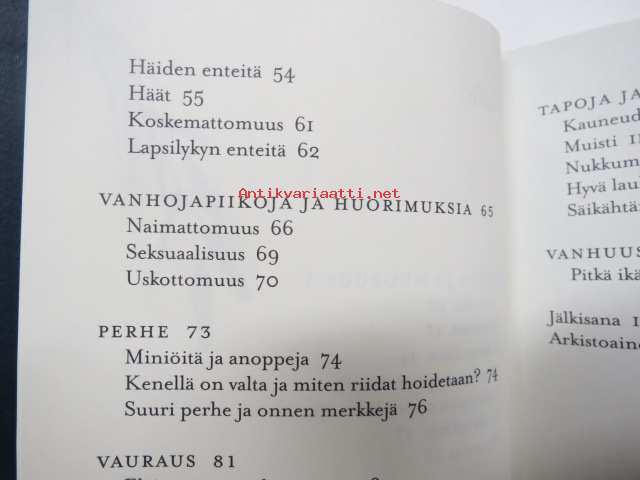 Häiden enteitä 54
Häät 55
Koskemattomuus 61
Lapsilykyn enteitä 62
Antikvariaatti.net
VANHOJAPIIKOJA JA HUORIMUKSIA 65
Naimattomuus 66
Seksuaalisuus 69
Uskottomuus 70
PERHE 73
Miniöitä ja anoppeja 74
Kenellä on valta ja miten riidat hoidetaan? 74
Suuri perhe ja onnen merkkejä 76
VAURAUS 81
TAPOJA JA
Kauneud
Muisti
Nukkum
Hyvä laul
Säikähtän
VANHUUS
Pitkä ikä
Jälkisana
Arkistoaine